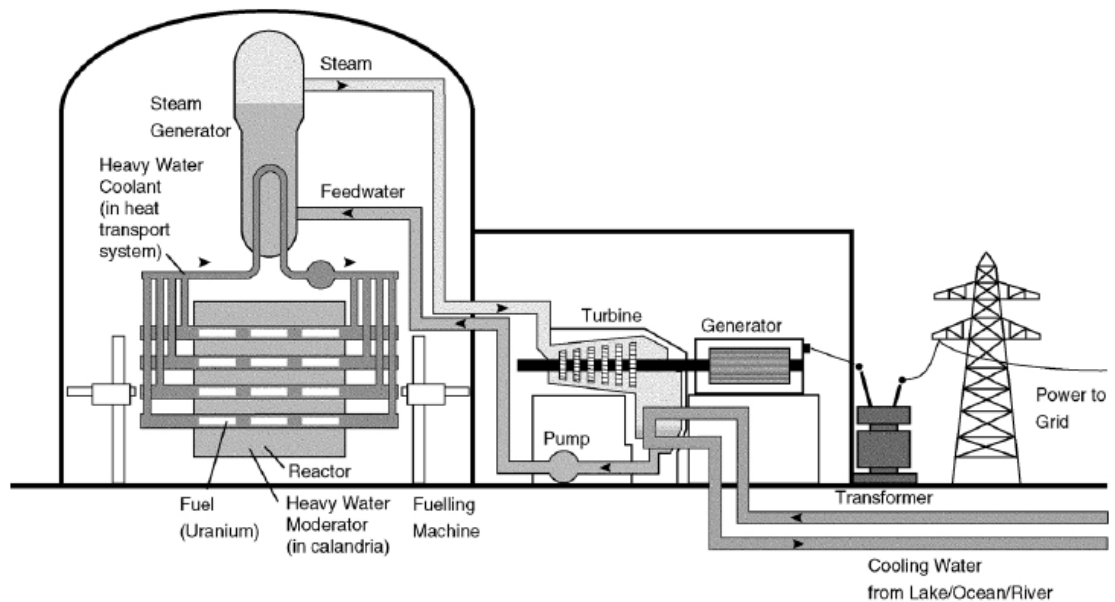 Steam
Steam
Generator
Heavy Water
Coolant
(in heat
transport
system)
Feedwater
Turbine
Generator
Power to
Grid
Pump
Reactor
Fuel
(Uranium)
Heavy Water
Moderator
(in calandria)
Fuelling
Machine
Transformer
Cooling Water
from Lake/Ocean/River